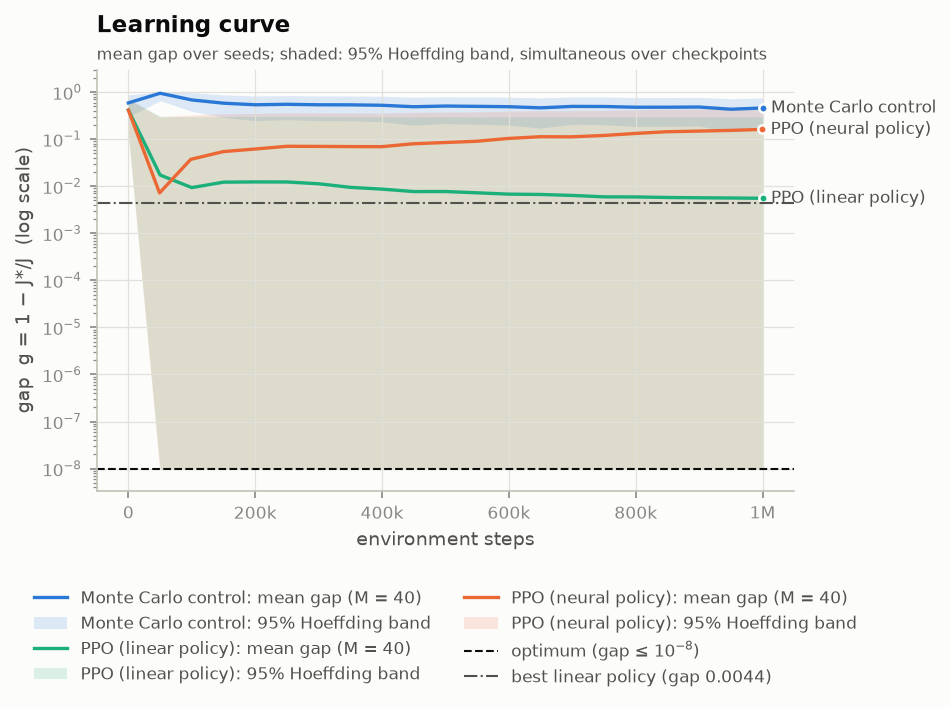 Learning curve
mean gap over seeds; shaded: 95% Hoeffding band, simultaneous over checkpoints
gap g = 1 − J*/J (log scale)
10⁰
10⁻¹
10⁻²
10⁻³
10⁻⁴
10⁻⁵
10⁻⁶
10⁻⁷
10⁻⁸
Monte Carlo control
PPO (neural policy)
PPO (linear policy)
0 200k 400k 600k 800k 1M
environment steps
Monte Carlo control: mean gap (M = 40)
Monte Carlo control: 95% Hoeffding band
PPO (linear policy): mean gap (M = 40)
PPO (linear policy): 95% Hoeffding band
PPO (neural policy): mean gap (M = 40)
PPO (neural policy): 95% Hoeffding band
optimum (gap ≤ 10⁻⁸)
best linear policy (gap 0.0044)